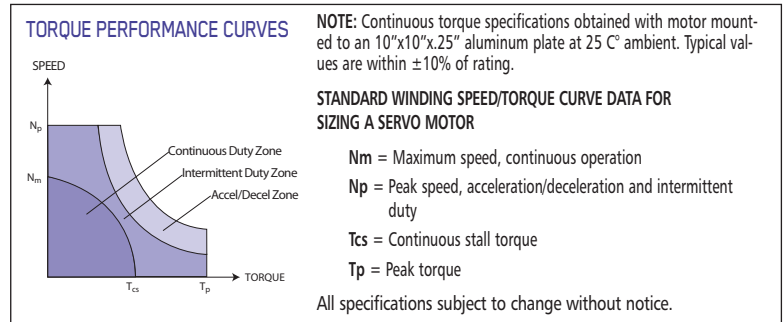 TORQUE PERFORMANCE CURVES
SPEED
Np
Nm
Continuous Duty Zone
Intermittent Duty Zone
Accel/Decel Zone
TORQUE
Tcs
Tp
NOTE: Continuous torque specifications obtained with motor mount-
ed to an 10"x10"x.25" aluminum plate at 25 C° ambient. Typical val-
ues are within ±10% of rating.
STANDARD WINDING SPEED/TORQUE CURVE DATA FOR
SIZING A SERVO MOTOR
Nm = Maximum speed, continuous operation
Np = Peak speed, acceleration/deceleration and intermittent
duty
Tcs = Continuous stall torque
Tp = Peak torque
All specifications subject to change without notice.